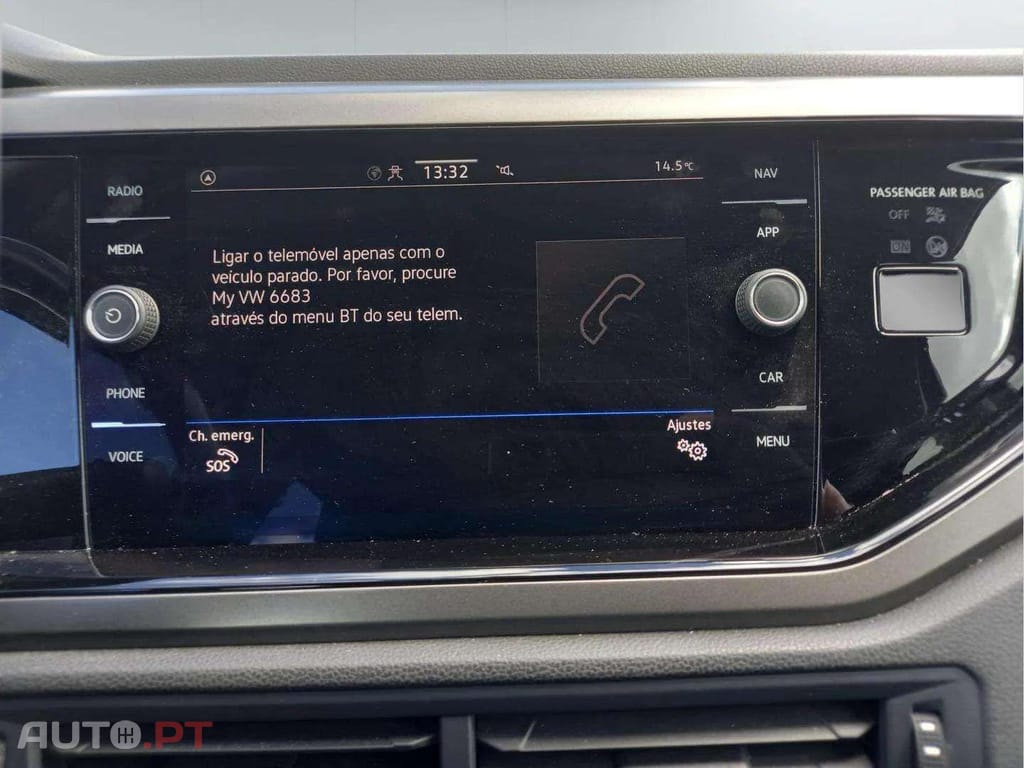 RADIO
MEDIA
PHONE
VOICE
13:32
14.5°C
Ligar o telemóvel apenas com o
veículo parado. Por favor, procure
My VW 6683
através do menu BT do seu telem.
Ch. emerg.
SOS
Ajustes
NAV
APP
CAR
MENU
PASSENGER AIR BAG
OFF
ON
AUTO.PT